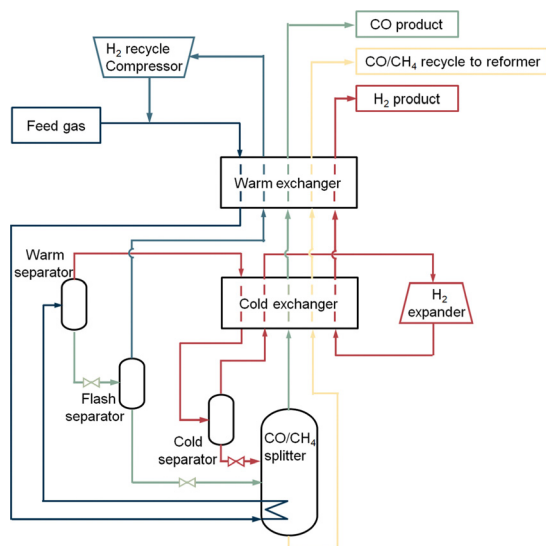 CO product
H₂ recycle
Compressor
CO/CH₄ recycle to reformer
H₂ product
Feed gas
Warm exchanger
Warm
separator
Cold exchanger
H₂
expander
Flash
separator
Cold
separator
CO/CH₄
splitter